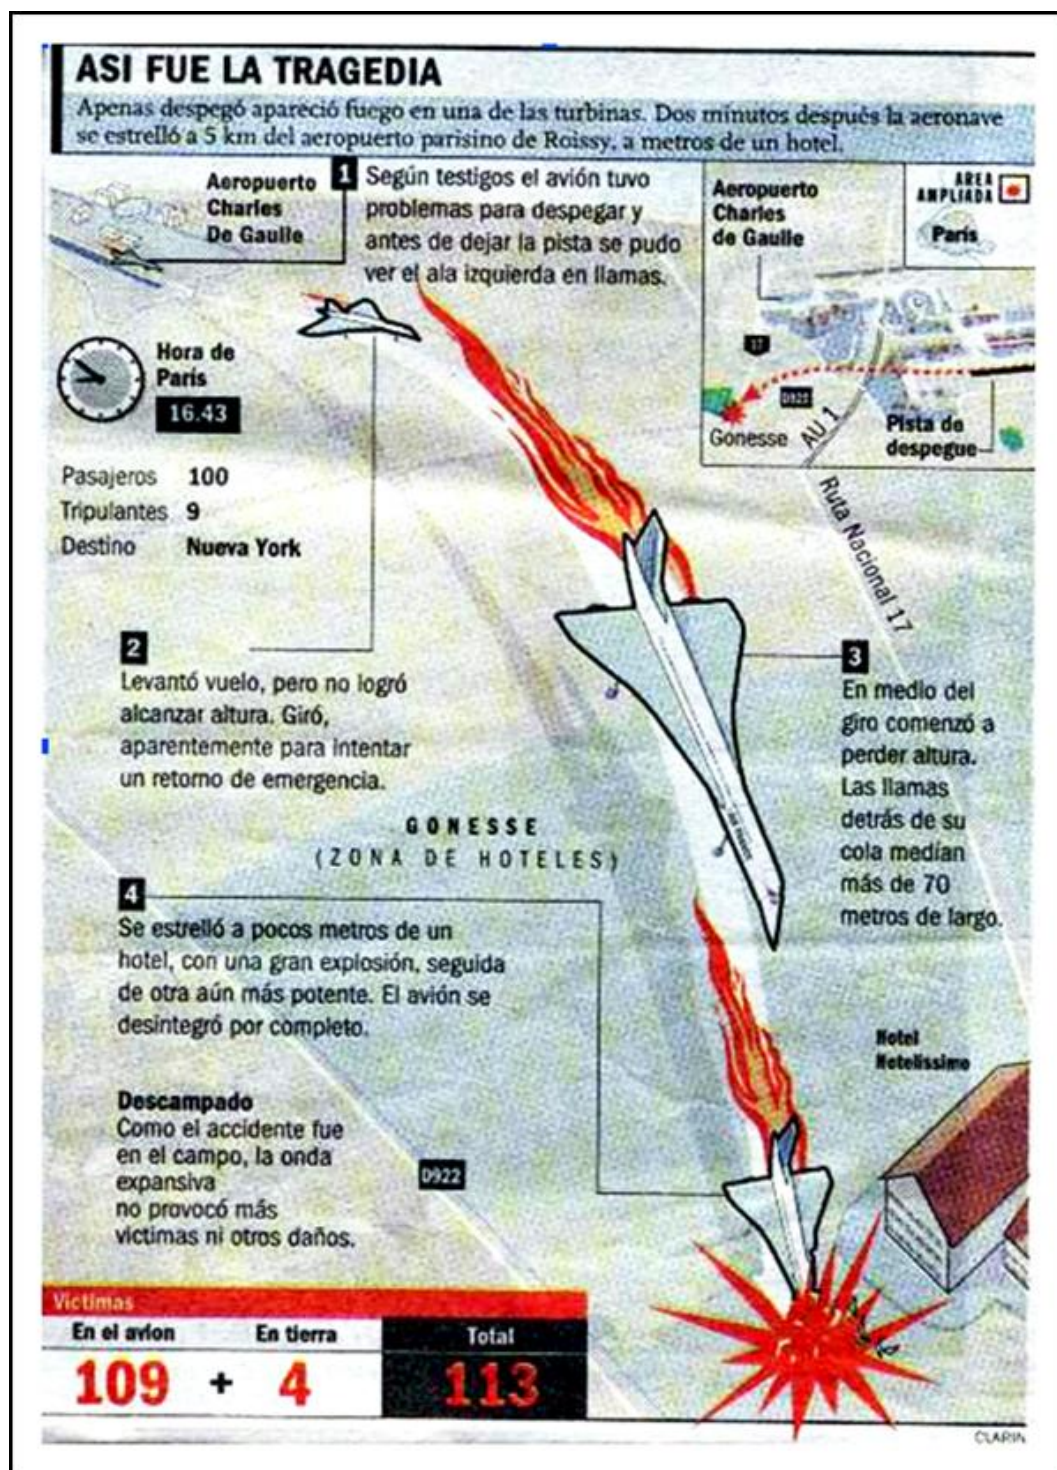 ASI FUE LA TRAGEDIA
Apenas despegó apareció fuego en una de las turbinas. Dos minutos después la aeronave
se estrelló a 5 km del aeropuerto parisino de Roissy, a metros de un hotel.
Aeropuerto
Charles
De Gaulle
1
Según testigos el avión tuvo
problemas para despegar y
antes de dejar la pista se pudo
ver el ala izquierda en llamas.
Aeropuerto
Charles
de Gaulle
AREA
AMPLIADA
París
17
Gonesse
AU 1
Pista de
despegue
Ruta Nacional 17
Hora de
París
16.43
Pasajeros 100
Tripulantes 9
Destino Nueva York
2
Levantó vuelo, pero no logró
alcanzar altura. Giró,
aparentemente para intentar
un retorno de emergencia.
3
En medio del
giro comenzó a
perder altura.
Las llamas
detrás de su
cola medían
más de 70
metros de largo.
GONESSE
(ZONA DE HOTELES)
4
Se estrelló a pocos metros de un
hotel, con una gran explosión, seguida
de otra aún más potente. El avión se
desintegró por completo.
Hotel
Hotelissimo
Descampado
Como el accidente fue
en el campo, la onda
expansiva
no provocó más
víctimas ni otros daños.
D922
Víctimas
En el avion En tierra Total
109 + 4 113
CLARIN